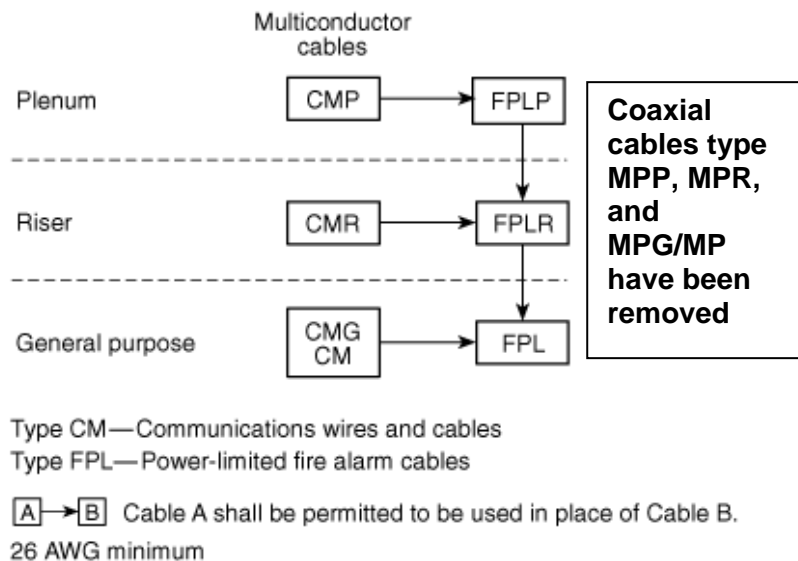 Multiconductor
cables
Plenum
CMP
FPLP
Coaxial
cables type
MPP, MPR,
and
MPG/MP
have been
removed
Riser
CMR
FPLR
General purpose
CMG
CM
FPL
Type CM—Communications wires and cables
Type FPL—Power-limited fire alarm cables
A B Cable A shall be permitted to be used in place of Cable B.
26 AWG minimum